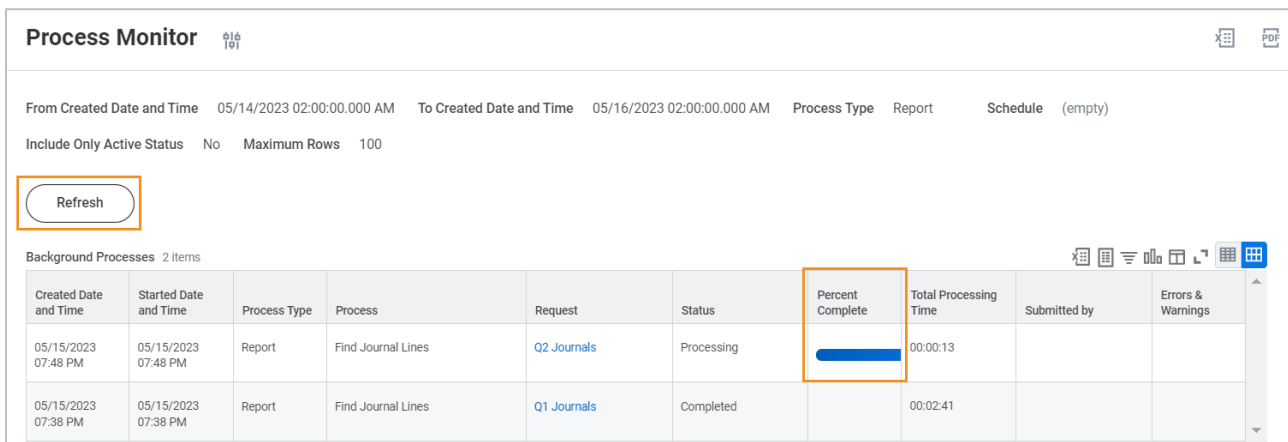 Process Monitor
PDF
From Created Date and Time 05/14/2023 02:00:00.000 AM To Created Date and Time 05/16/2023 02:00:00.000 AM Process Type Report Schedule (empty)
Include Only Active Status No Maximum Rows 100
Refresh
Background Processes 2 items
Created Date and Time Started Date and Time Process Type Process Request Status Percent Complete Total Processing Time Submitted by Errors & Warnings
05/15/2023 07:48 PM 05/15/2023 07:48 PM Report Find Journal Lines Q2 Journals Processing 00:00:13
05/15/2023 07:38 PM 05/15/2023 07:38 PM Report Find Journal Lines Q1 Journals Completed 00:02:41